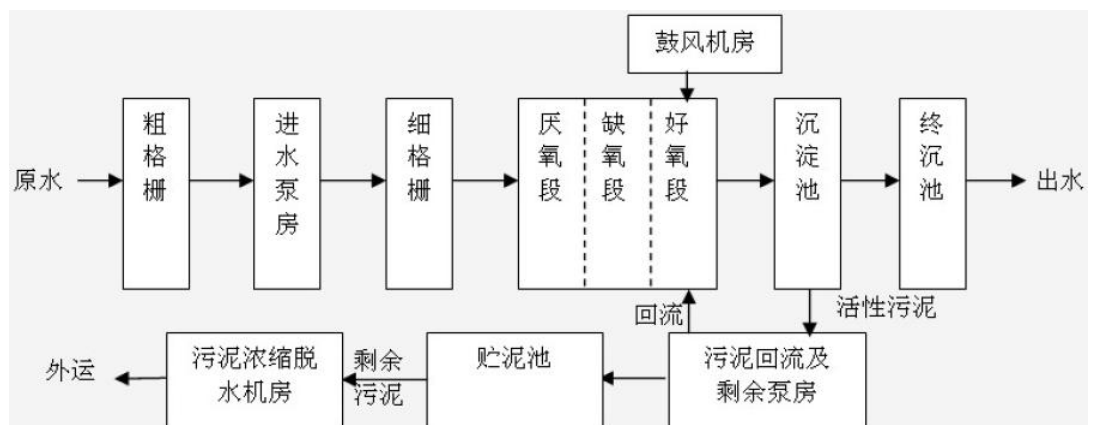 鼓风机房
原水
粗格栅
进水泵房
细格栅
厌氧段
缺氧段
好氧段
沉淀池
终沉池
出水
回流
活性污泥
外运
污泥浓缩脱
水机房
剩余
污泥
贮泥池
污泥回流及
剩余泵房